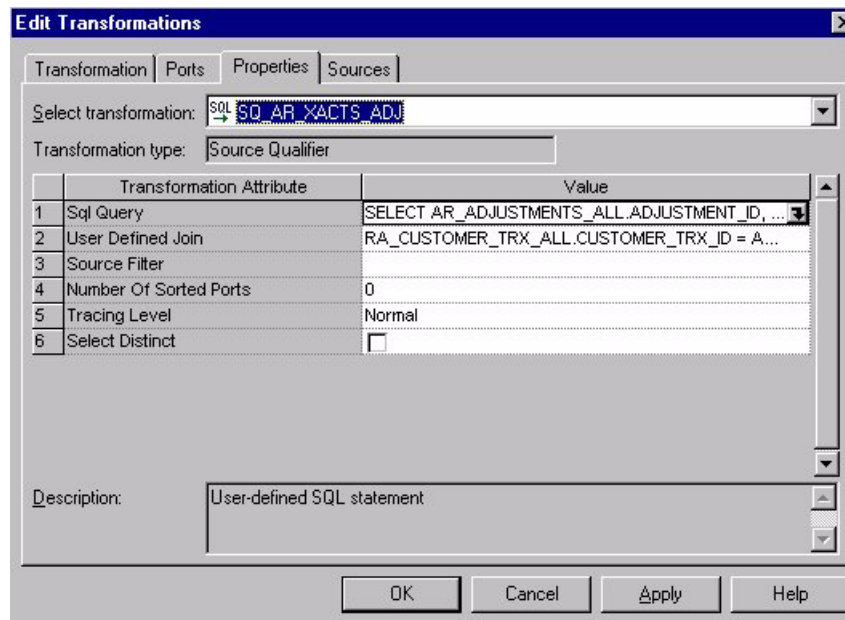 Edit Transformations
Transformation Ports Properties Sources
Select transformation: SQL SQ_AR_XACTS_ADJ
Transformation type: Source Qualifier
Transformation Attribute Value
1 Sql Query SELECT AR_ADJUSTMENTS_ALL.ADJUSTMENT_ID, ...
2 User Defined Join RA_CUSTOMER_TRX_ALL.CUSTOMER_TRX_ID = A...
3 Source Filter
4 Number Of Sorted Ports 0
5 Tracing Level Normal
6 Select Distinct
Description: User-defined SQL statement
OK Cancel Apply Help